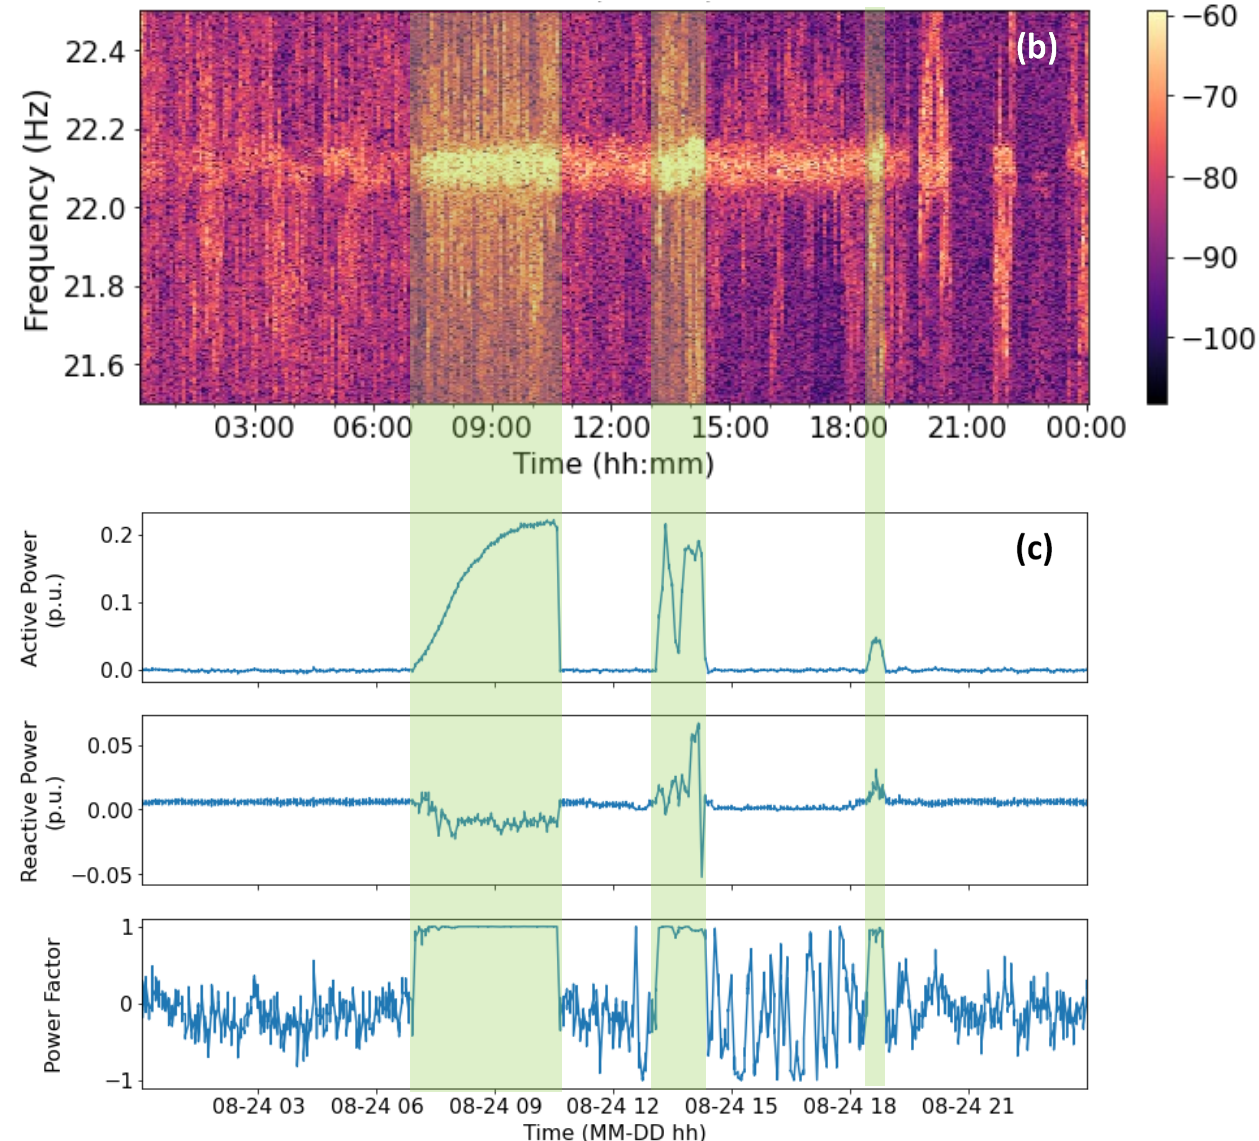 (b)
22.4
22.2
22.0
21.8
21.6
Frequency (Hz)
−60
−70
−80
−90
−100
03:00 06:00 09:00 12:00 15:00 18:00 21:00 00:00
Time (hh:mm)
(c)
Active Power
(p.u.)
0.2
0.1
0.0
Reactive Power
(p.u.)
0.05
0.00
−0.05
Power Factor
1
0
−1
08-24 03 08-24 06 08-24 09 08-24 12 08-24 15 08-24 18 08-24 21
Time (MM-DD hh)